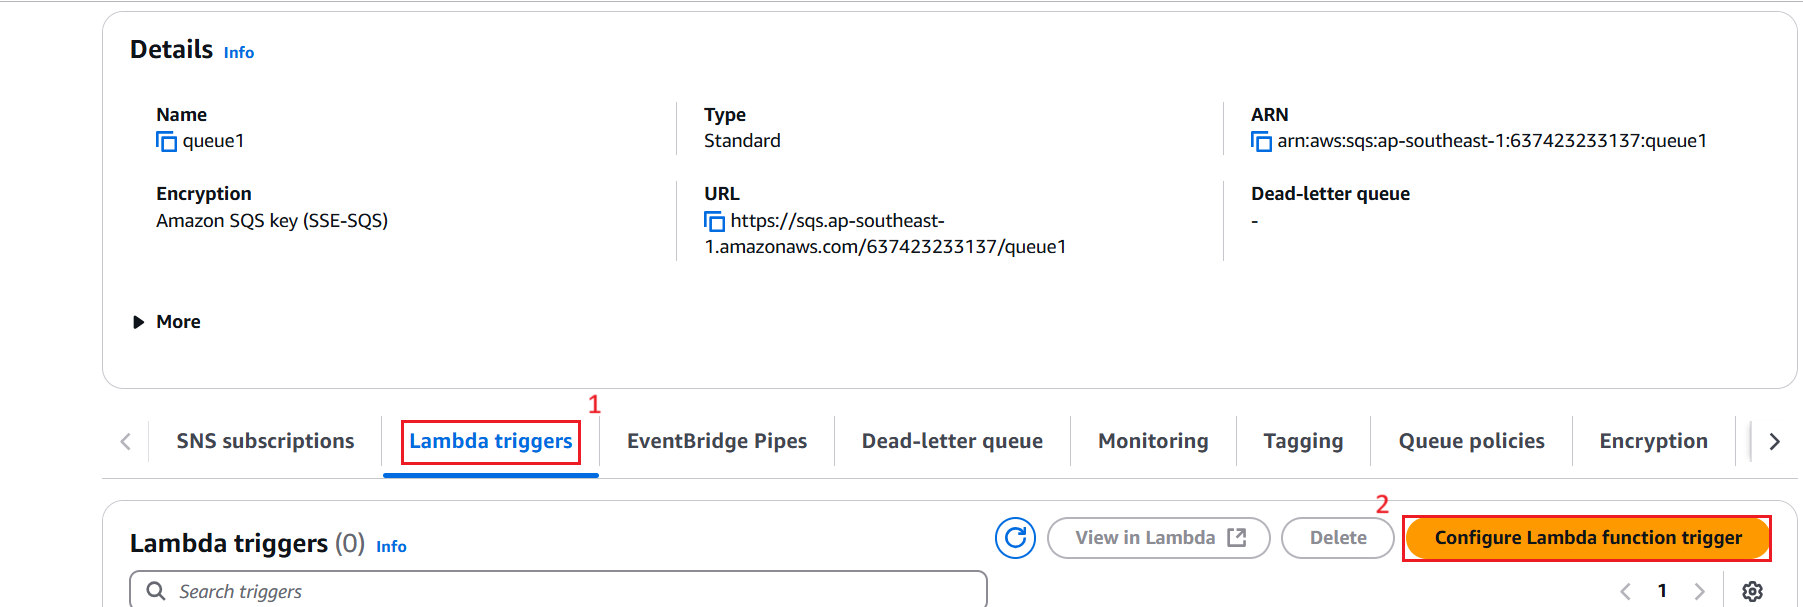 Details Info
Name
queue1
Type
Standard
ARN
arn:aws:sqs:ap-southeast-1:637423233137:queue1
Encryption
Amazon SQS key (SSE-SQS)
URL
https://sqs.ap-southeast-
1.amazonaws.com/637423233137/queue1
Dead-letter queue
-
More
1
SNS subscriptions Lambda triggers EventBridge Pipes Dead-letter queue Monitoring Tagging Queue policies Encryption
2
Lambda triggers (0) Info View in Lambda Delete Configure Lambda function trigger
Search triggers 1